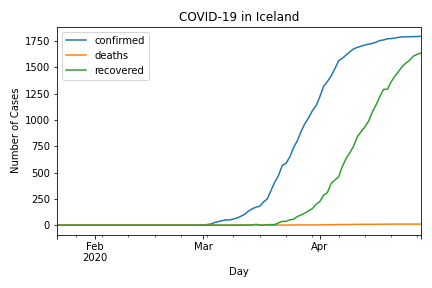 COVID-19 in Iceland
confirmed
deaths
recovered
Number of Cases
1750
1500
1250
1000
750
500
250
0
Feb
2020
Mar
Apr
Day